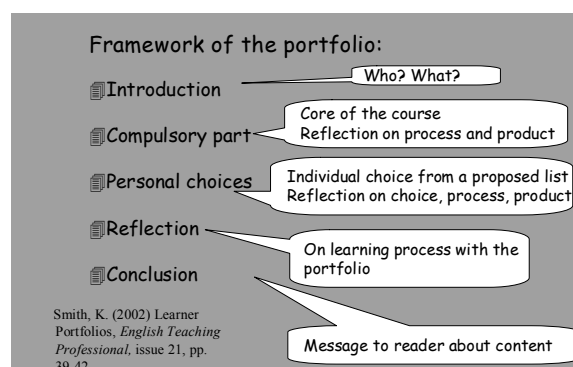 Framework of the portfolio:
Introduction
Who? What?
Compulsory part
Core of the course
Reflection on process and product
Personal choices
Individual choice from a proposed list
Reflection on choice, process, product
Reflection
On learning process with the
portfolio
Conclusion
Message to reader about content
Smith, K. (2002) Learner
Portfolios, English Teaching
Professional, issue 21, pp.
39-42